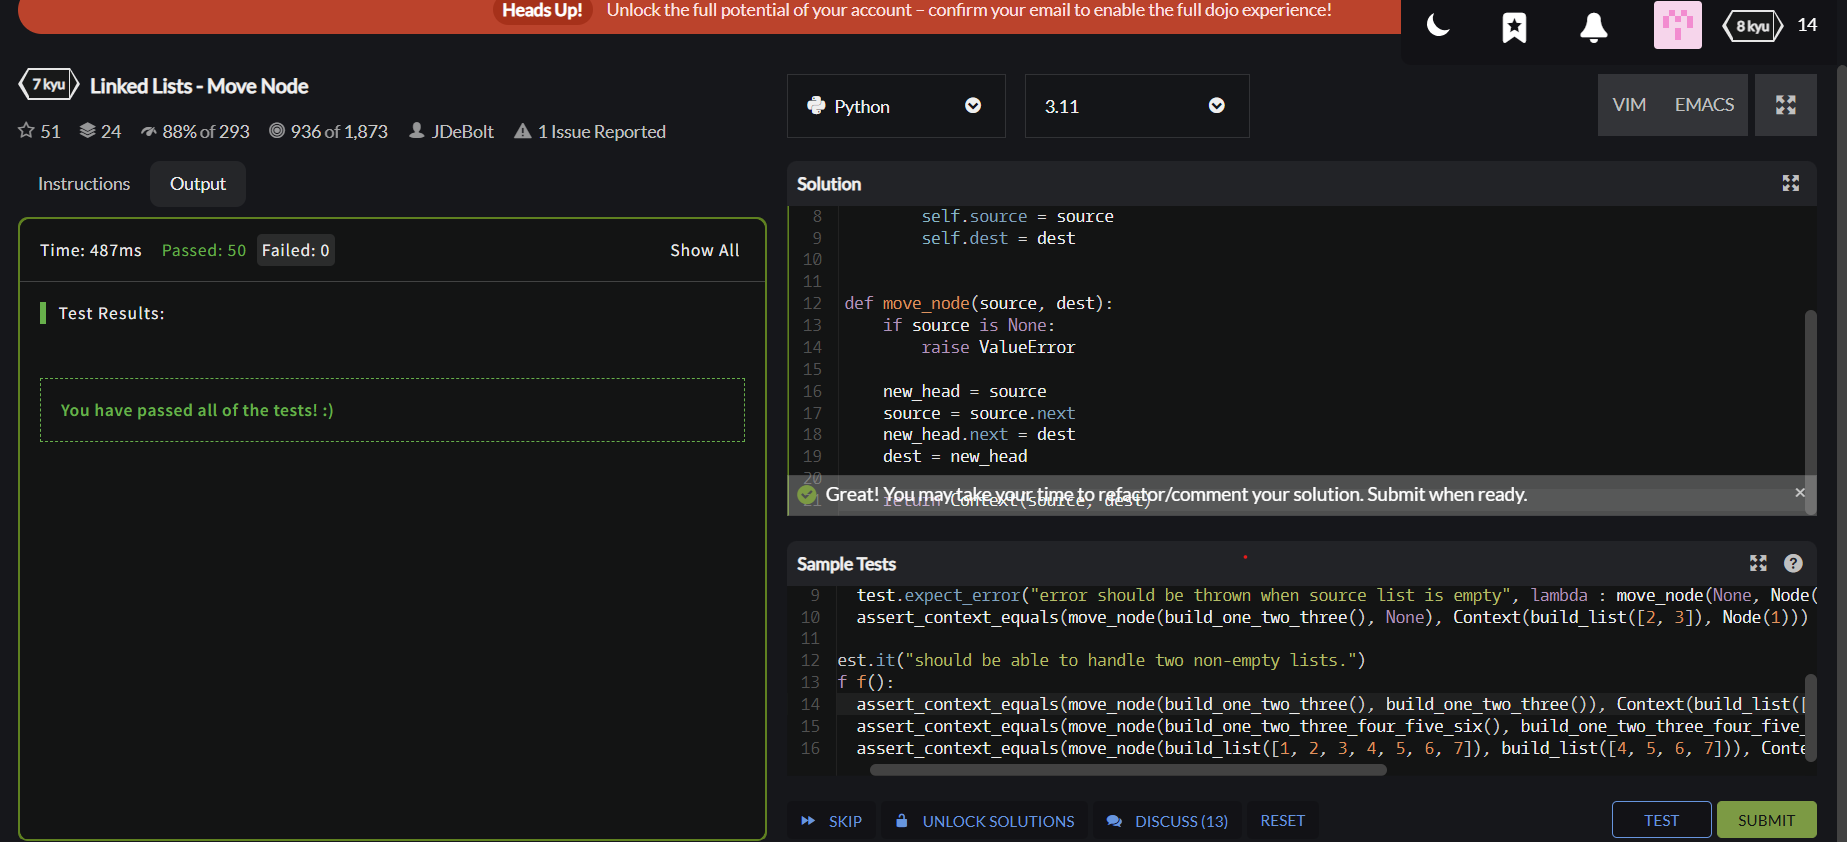 Heads Up! Unlock the full potential of your account – confirm your email to enable the full dojo experience!
8 kyu 14
7 kyu Linked Lists - Move Node
51 24 88% of 293 936 of 1,873 JDeBolt 1 Issue Reported
Python 3.11 VIM EMACS
Instructions Output
Time: 487ms Passed: 50 Failed: 0 Show All
Test Results:
You have passed all of the tests! :)
Solution
8 self.source = source
9 self.dest = dest
10
11
12 def move_node(source, dest):
13 if source is None:
14 raise ValueError
15
16 new_head = source
17 source = source.next
18 new_head.next = dest
19 dest = new_head
20
Great! You may take your time to refactor/comment your solution. Submit when ready. ×
21 return Context(source, dest)
Sample Tests ?
9 test.expect_error("error should be thrown when source list is empty", lambda : move_node(None, Node(
10 assert_context_equals(move_node(build_one_two_three(), None), Context(build_list([2, 3]), Node(1)))
11
12 est.it("should be able to handle two non-empty lists.")
13 f f():
14 assert_context_equals(move_node(build_one_two_three(), build_one_two_three()), Context(build_list([
15 assert_context_equals(move_node(build_one_two_three_four_five_six(), build_one_two_three_four_five_
16 assert_context_equals(move_node(build_list([1, 2, 3, 4, 5, 6, 7]), build_list([4, 5, 6, 7])), Conte
SKIP UNLOCK SOLUTIONS DISCUSS (13) RESET TEST SUBMIT